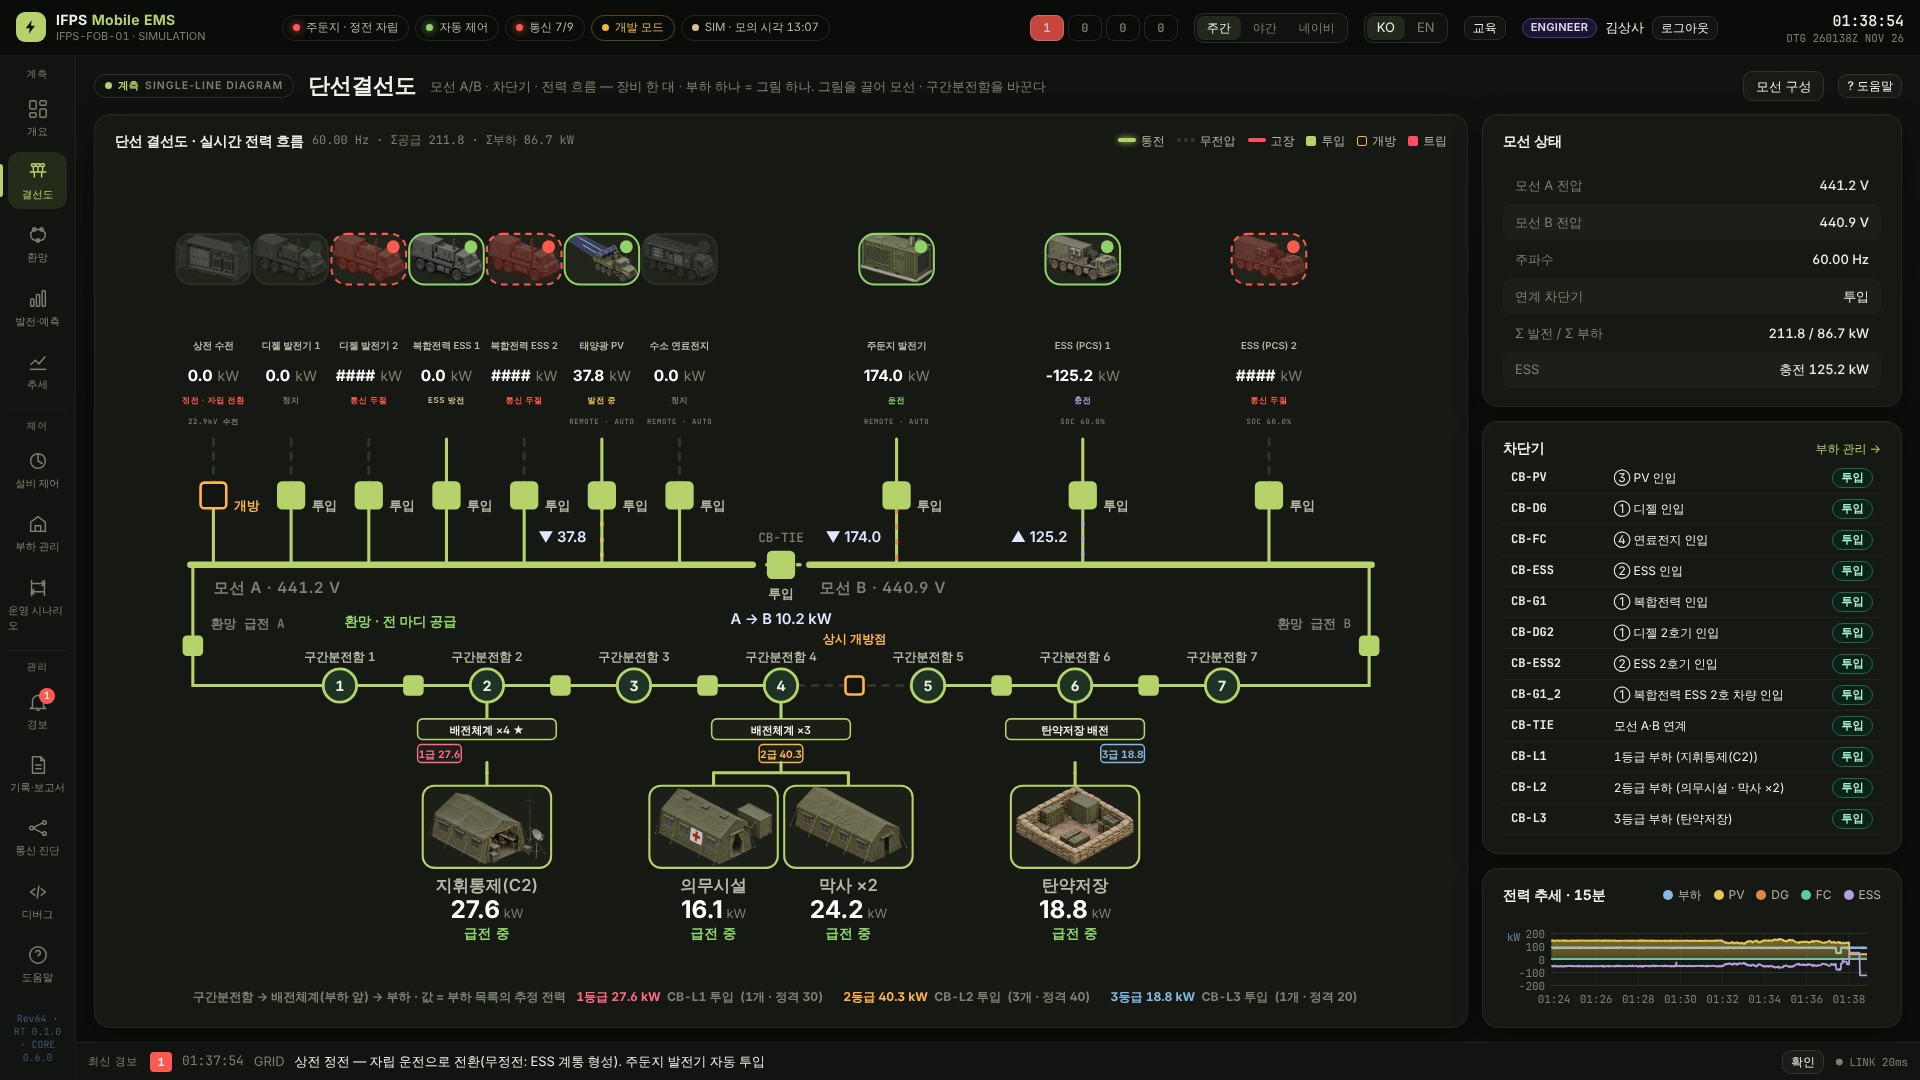 IFPS Mobile EMS
IFPS-FOB-01 · SIMULATION
주둔지 · 정전 자립
자동 제어
통신 7/9
개발 모드
SIM · 모의 시각 13:07
1 0 0 0
주간 야간 네이비
KO EN
교육
ENGINEER 김상사 로그아웃
01:38:54
DTG 260138Z NOV 26
계측
개요
결선도
환망
발전·예측
추세
제어
설비 제어
부하 관리
운영 시나리오
관리
1
경보
기록·보고서
통신 진단
디버그
도움말
Rev64 ·
RT 0.1.0
· CORE
0.6.0
계측 SINGLE-LINE DIAGRAM
단선결선도
모선 A/B · 차단기 · 전력 흐름 — 장비 한 대 · 부하 하나 = 그림 하나. 그림을 끌어 모선 · 구간분전함을 바꾼다
모선 구성
? 도움말
단선 결선도 · 실시간 전력 흐름 60.00 Hz · Σ공급 211.8 · Σ부하 86.7 kW
통전 무전압 고장 투입 개방 트립
상전 수전 디젤 발전기 1 디젤 발전기 2 복합전력 ESS 1 복합전력 ESS 2 태양광 PV 수소 연료전지 주둔지 발전기 ESS (PCS) 1 ESS (PCS) 2
0.0 kW 0.0 kW #### kW 0.0 kW #### kW 37.8 kW 0.0 kW 174.0 kW -125.2 kW #### kW
정전 · 자립 전환 정지 통신 두절 ESS 방전 통신 두절 발전 중 정지 운전 충전 통신 두절
22.9kV 수전 REMOTE · AUTO REMOTE · AUTO REMOTE · AUTO SOC 60.0% SOC 60.0%
개방 투입 투입 투입 투입 투입 투입 투입 투입 투입
▼ 37.8 CB-TIE ▼ 174.0 ▲ 125.2
모선 A · 441.2 V 투입 모선 B · 440.9 V
환망 급전 A 환망 · 전 마디 공급 A → B 10.2 kW 환망 급전 B
상시 개방점
구간분전함 1 구간분전함 2 구간분전함 3 구간분전함 4 구간분전함 5 구간분전함 6 구간분전함 7
1 2 3 4 5 6 7
배전체계 ×4 ★ 배전체계 ×3 탄약저장 배전
1급 27.6 2급 40.3 3급 18.8
지휘통제(C2) 의무시설 막사 ×2 탄약저장
27.6 kW 16.1 kW 24.2 kW 18.8 kW
급전 중 급전 중 급전 중 급전 중
구간분전함 → 배전체계(부하 앞) → 부하 · 값 = 부하 목록의 추정 전력 1등급 27.6 kW CB-L1 투입 (1개 · 정격 30) 2등급 40.3 kW CB-L2 투입 (3개 · 정격 40) 3등급 18.8 kW CB-L3 투입 (1개 · 정격 20)
모선 상태
모선 A 전압 441.2 V
모선 B 전압 440.9 V
주파수 60.00 Hz
연계 차단기 투입
Σ 발전 / Σ 부하 211.8 / 86.7 kW
ESS 충전 125.2 kW
차단기 부하 관리 →
CB-PV ③ PV 인입 투입
CB-DG ① 디젤 인입 투입
CB-FC ④ 연료전지 인입 투입
CB-ESS ② ESS 인입 투입
CB-G1 ① 복합전력 인입 투입
CB-DG2 ① 디젤 2호기 인입 투입
CB-ESS2 ② ESS 2호기 인입 투입
CB-G1_2 ① 복합전력 ESS 2호 차량 인입 투입
CB-TIE 모선 A·B 연계 투입
CB-L1 1등급 부하 (지휘통제(C2)) 투입
CB-L2 2등급 부하 (의무시설 · 막사 ×2) 투입
CB-L3 3등급 부하 (탄약저장) 투입
전력 추세 · 15분 부하 PV DG FC ESS
kW 200
100
0
-100
-200
01:24 01:26 01:28 01:30 01:32 01:34 01:36 01:38
최신 경보 1 01:37:54 GRID 상전 정전 — 자립 운전으로 전환(무정전: ESS 계통 형성). 주둔지 발전기 자동 투입
확인 LINK 20ms